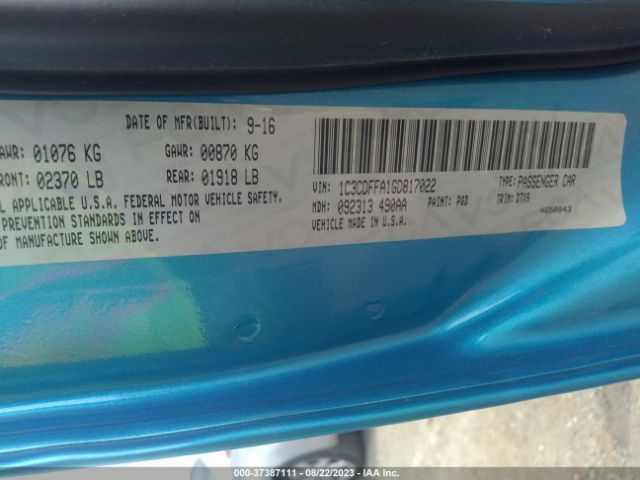 DATE OF MFR(BUILT): 9-16
GAWR: 01076 KG GAWR: 00870 KG
FRONT: 02370 LB REAR: 01918 LB
APPLICABLE U.S.A. FEDERAL MOTOR VEHICLE SAFETY,
PREVENTION STANDARDS IN EFFECT ON
OF MANUFACTURE SHOWN ABOVE.
VIN: 1C3CDFFA1GD817022 TYPE: PASSENGER CAR
MDH: 092313 490AA PAINT: PQD TRIM: D7X9
VEHICLE MADE IN U.S.A. 4656843
000-37387111 - 08/22/2023 - IAA Inc.